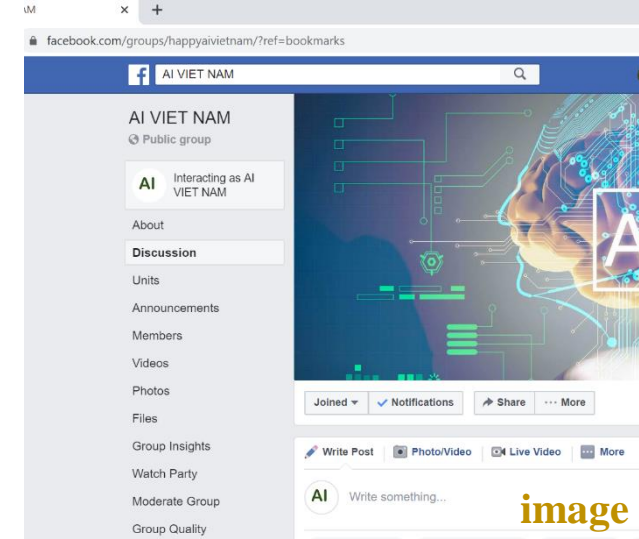 AM × +
facebook.com/groups/happyaivietnam/?ref=bookmarks
f AI VIET NAM
AI VIET NAM
Public group
AI Interacting as AI
VIET NAM
About
Discussion
Units
Announcements
Members
Videos
Photos
Files
Group Insights
Watch Party
Moderate Group
Group Quality
A
Joined Notifications Share ··· More
Write Post Photo/Video Live Video More
AI Write something...
image